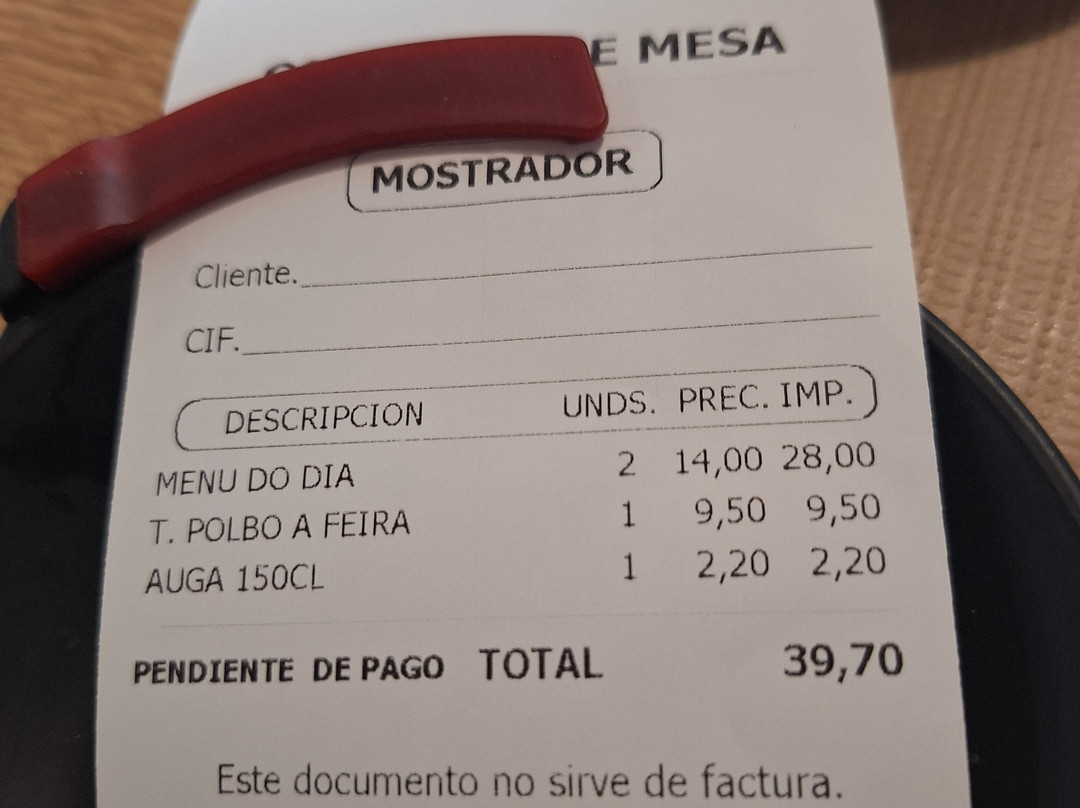 E MESA
MOSTRADOR
Cliente.
CIF.
DESCRIPCION UNDS. PREC. IMP.
MENU DO DIA 2 14,00 28,00
T. POLBO A FEIRA 1 9,50 9,50
AUGA 150CL 1 2,20 2,20
PENDIENTE DE PAGO TOTAL 39,70
Este documento no sirve de factura.